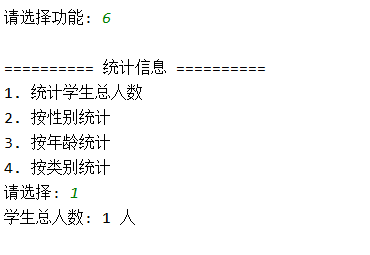 请选择功能: 6
========== 统计信息 ==========
1. 统计学生总人数
2. 按性别统计
3. 按年龄统计
4. 按类别统计
请选择: 1
学生总人数: 1 人